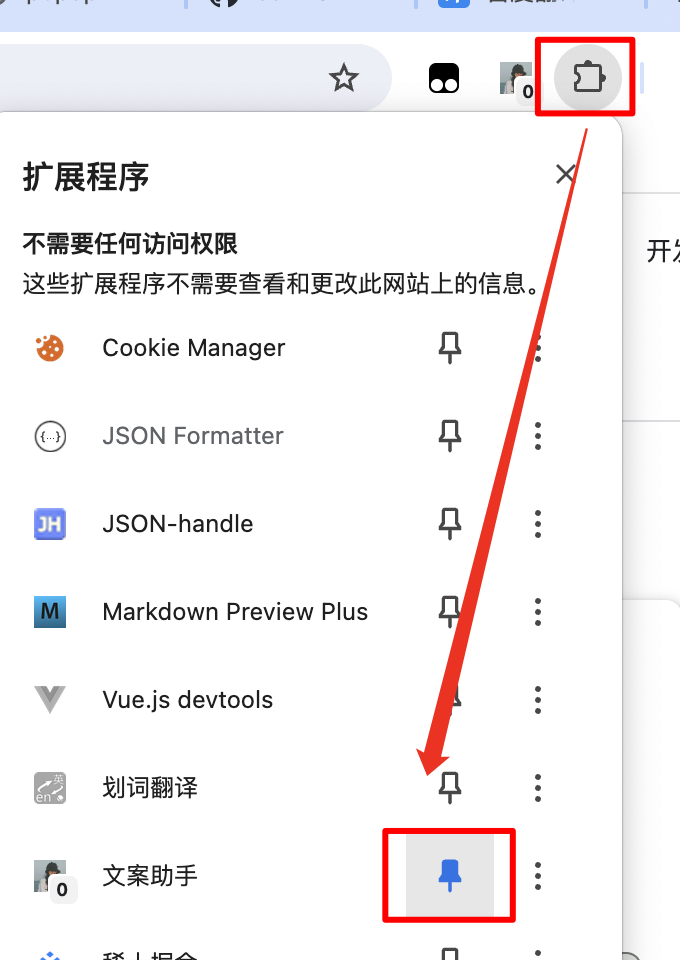 0
扩展程序
不需要任何访问权限
这些扩展程序不需要查看和更改此网站上的信息。
Cookie Manager
{...} JSON Formatter
JH JSON-handle
M Markdown Preview Plus
Vue.js devtools
英 en 划词翻译
0 文案助手